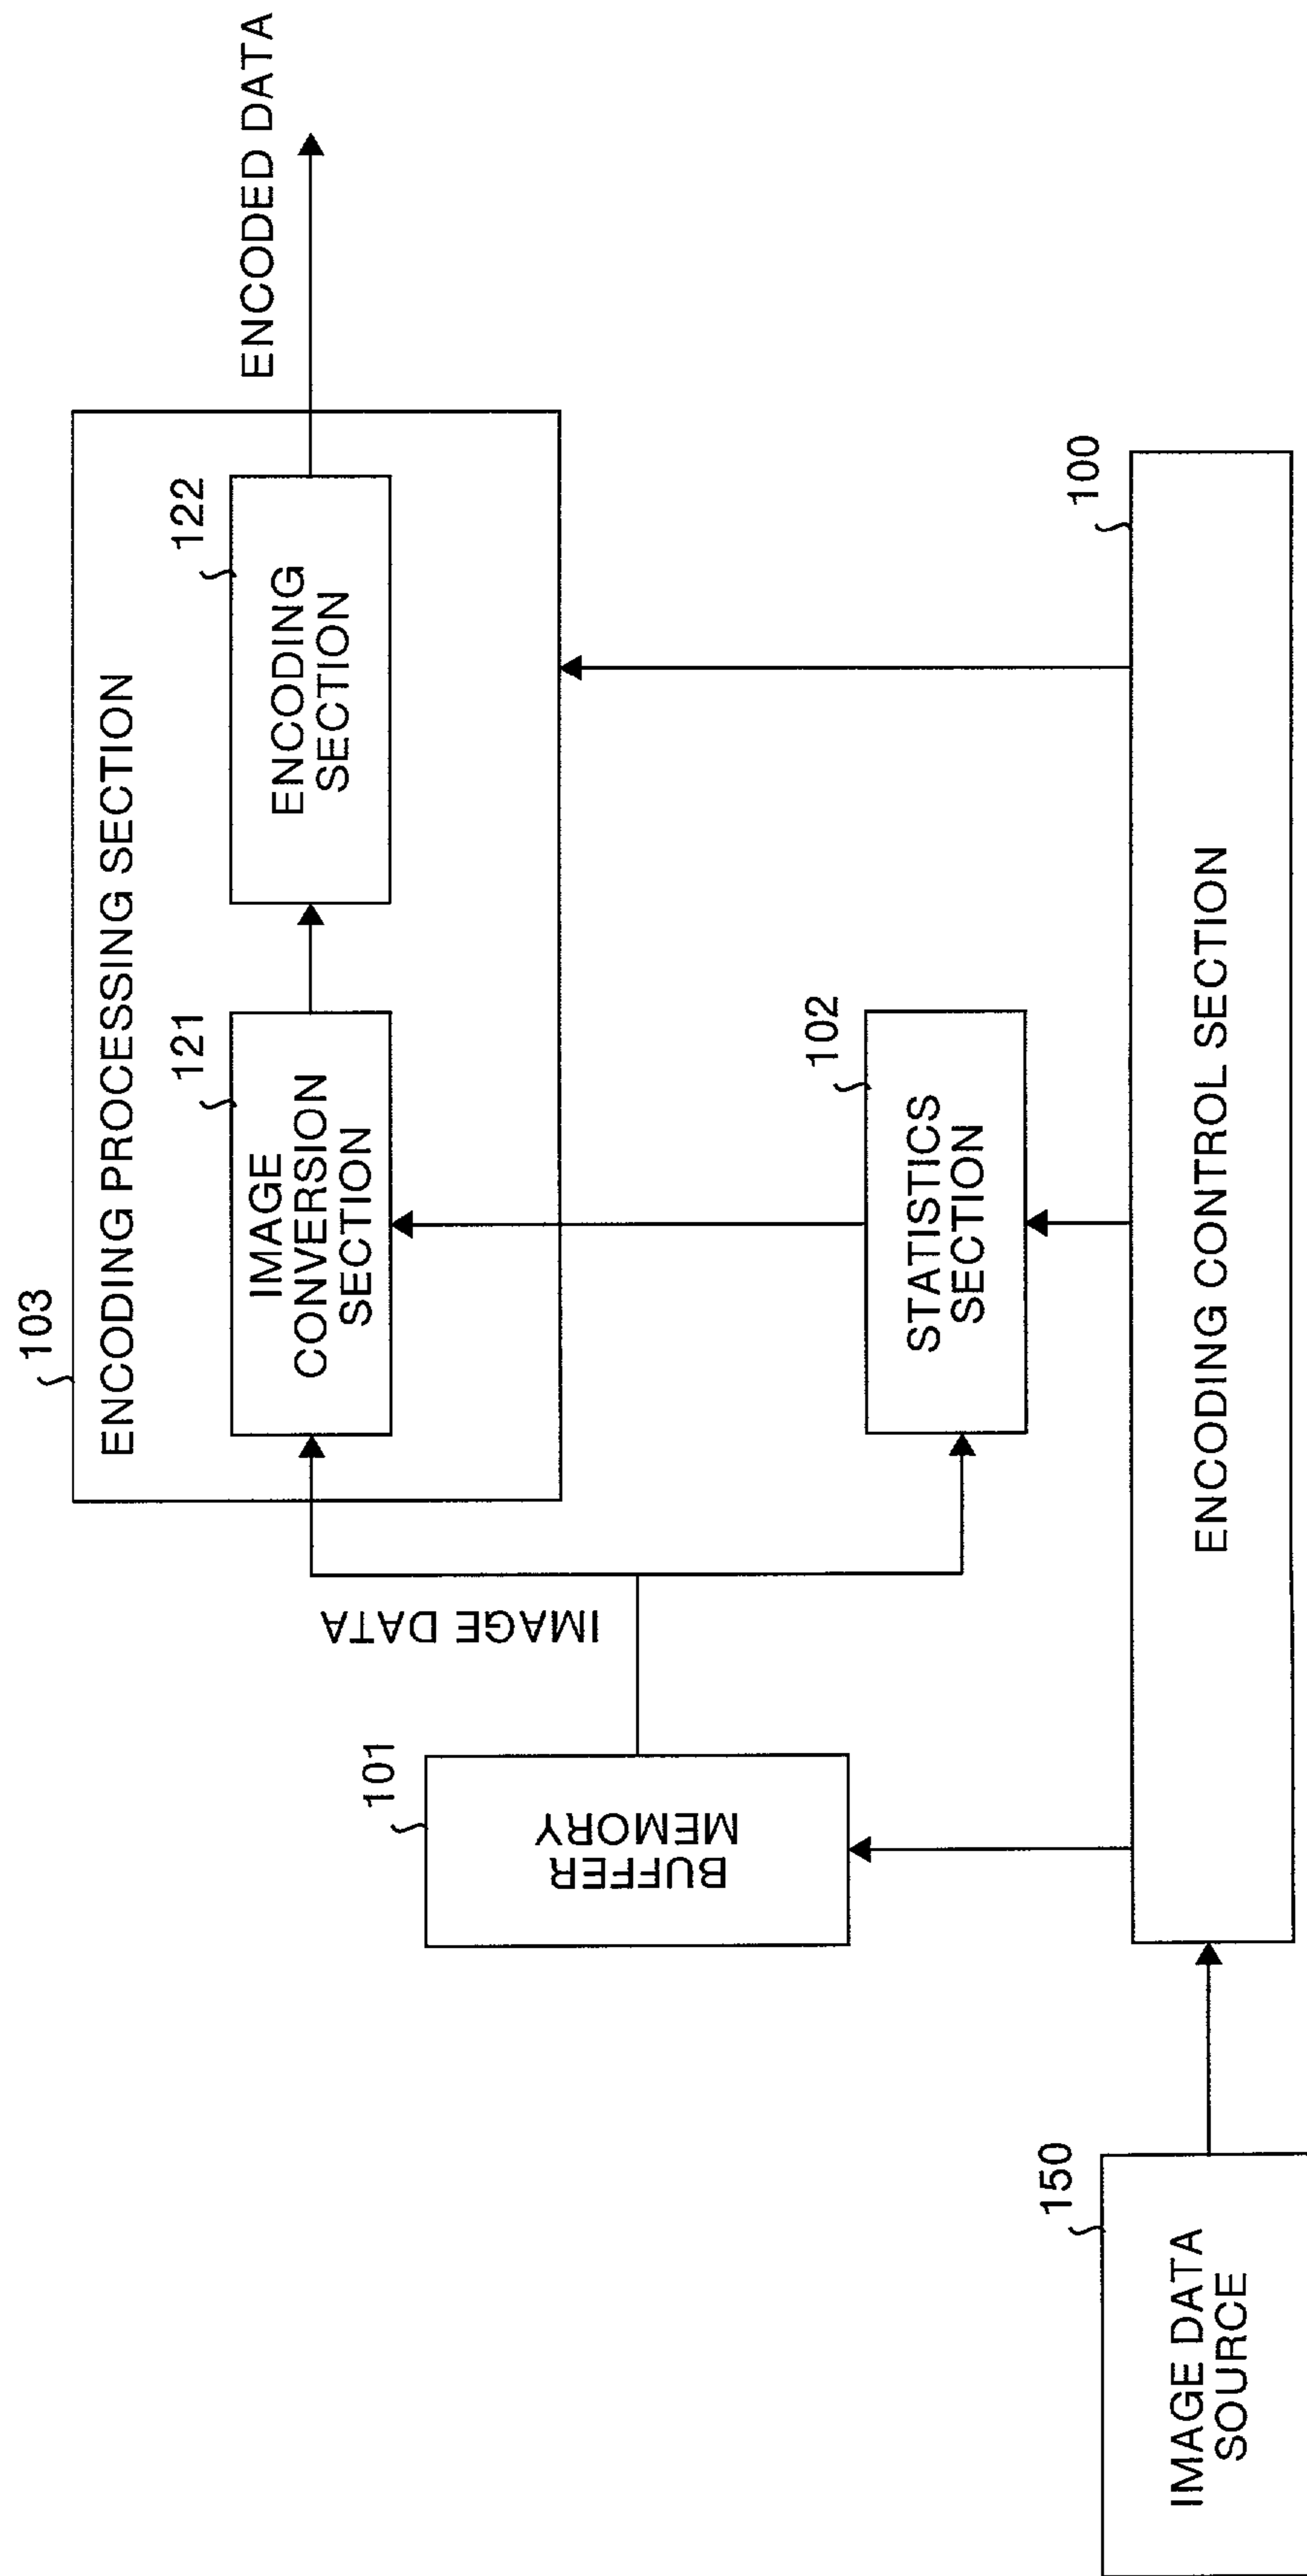 103
ENCODING PROCESSING SECTION
121
IMAGE
CONVERSION
SECTION
122
ENCODING
SECTION
ENCODED DATA
101
BUFFER
MEMORY
IMAGE DATA
102
STATISTICS
SECTION
100
ENCODING CONTROL SECTION
150
IMAGE DATA
SOURCE